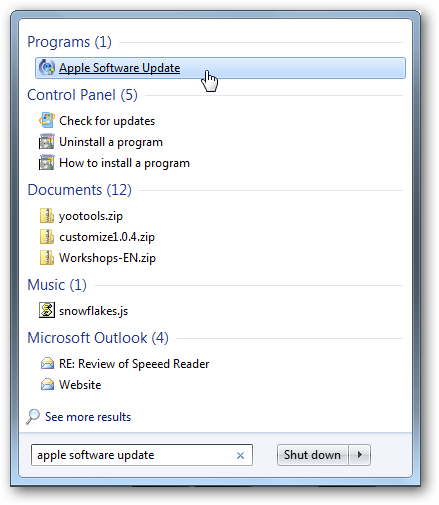 Programs (1)
Apple Software Update
Control Panel (5)
Check for updates
Uninstall a program
How to install a program
Documents (12)
yootools.zip
customize1.0.4.zip
Workshops-EN.zip
Music (1)
snowflakes.js
Microsoft Outlook (4)
RE: Review of Speeed Reader
Website
See more results
apple software update
Shut down